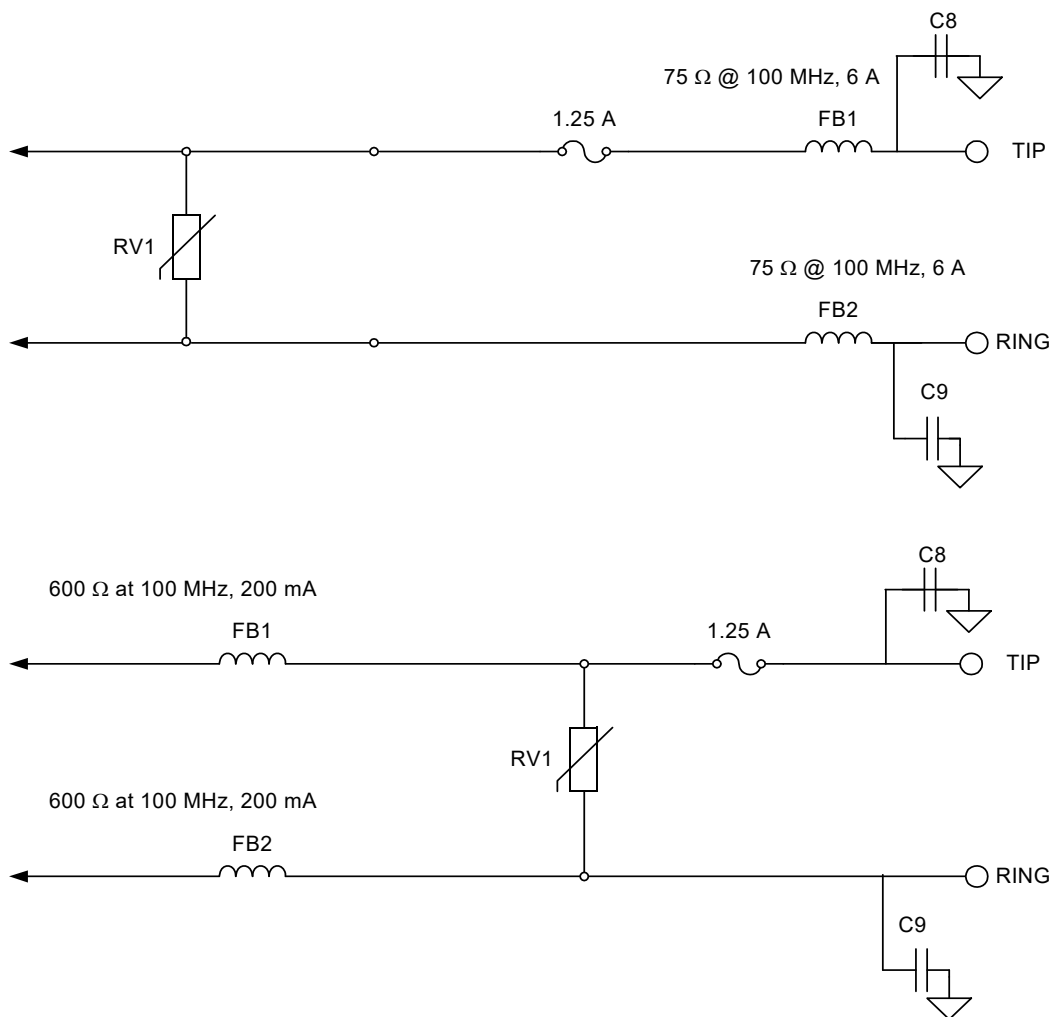 C8
75 Ω @ 100 MHz, 6 A
1.25 A
FB1
TIP
RV1
75 Ω @ 100 MHz, 6 A
FB2
RING
C9
C8
600 Ω at 100 MHz, 200 mA
FB1
1.25 A
TIP
RV1
600 Ω at 100 MHz, 200 mA
FB2
RING
C9